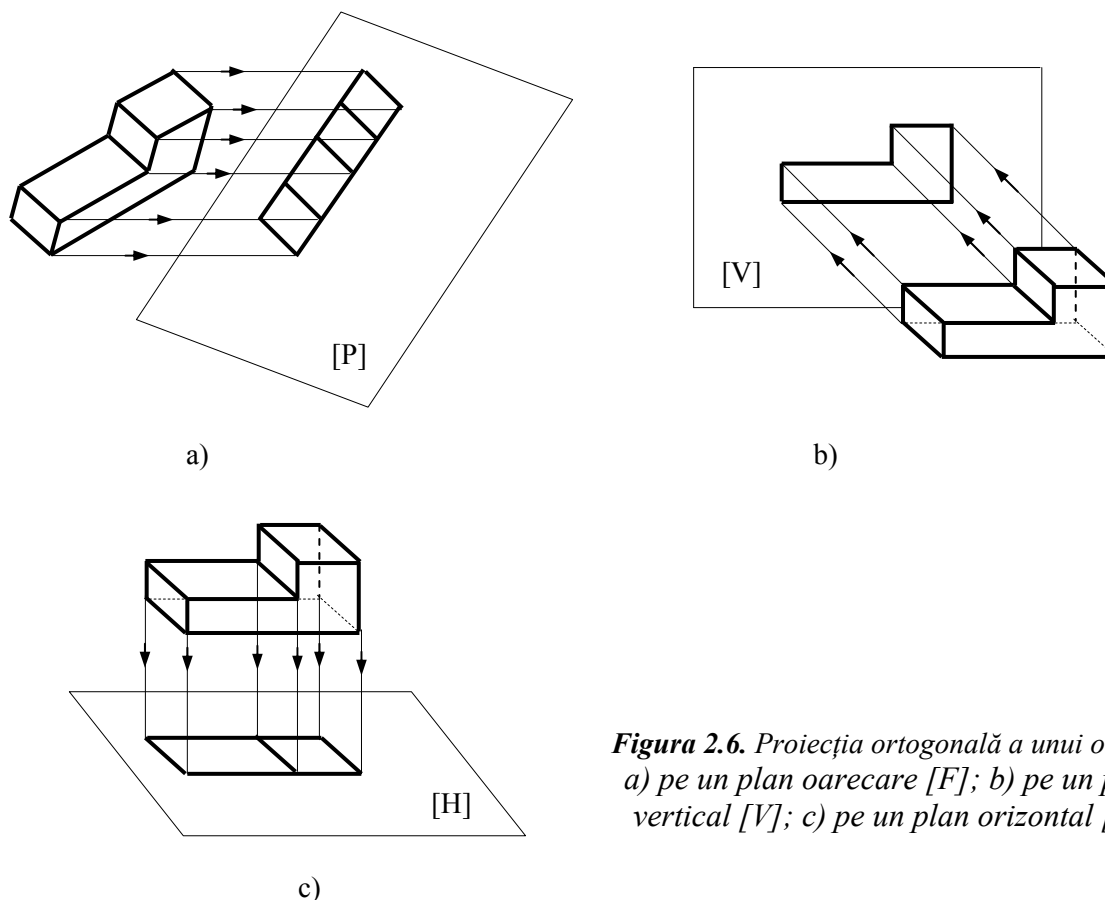 [P]
[V]
a)
b)
[H]
Figura 2.6. Proiecția ortogonală a unui
a) pe un plan oarecare [F]; b) pe un
vertical [V]; c) pe un plan orizontal
c)